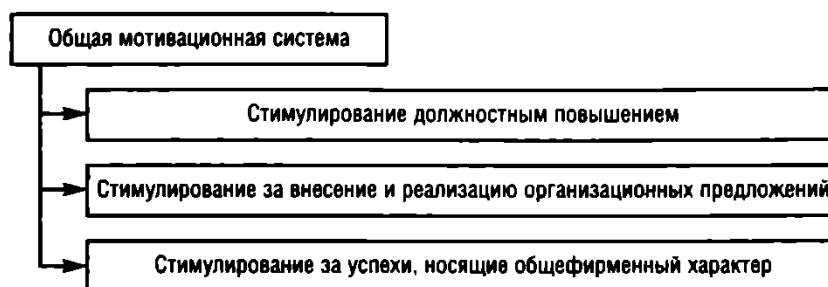 Общая мотивационная система
Стимулирование должностным повышением
Стимулирование за внесение и реализацию организационных предложений
Стимулирование за успехи, носящие общефирменный характер